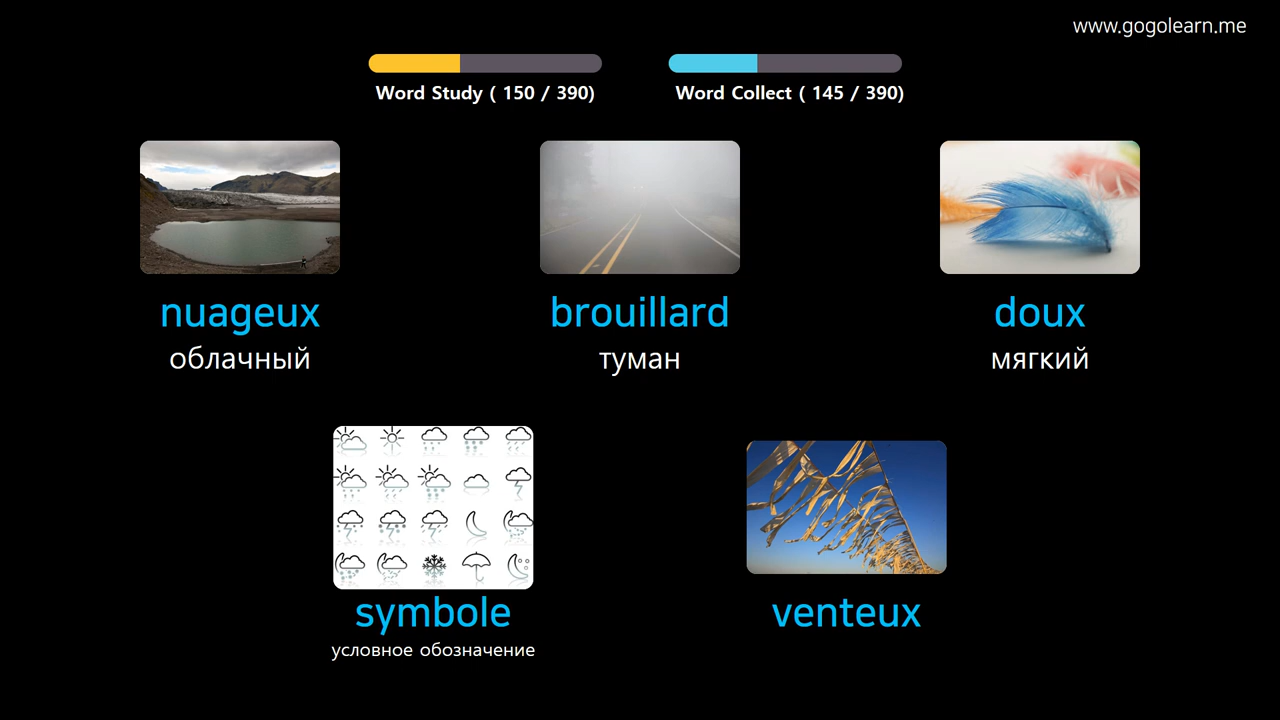 www.gogolearn.me
Word Study ( 150 / 390)
Word Collect ( 145 / 390)
nuageux
brouillard
doux
облачный
туман
мягкий
symbole
venteux
условное обозначение